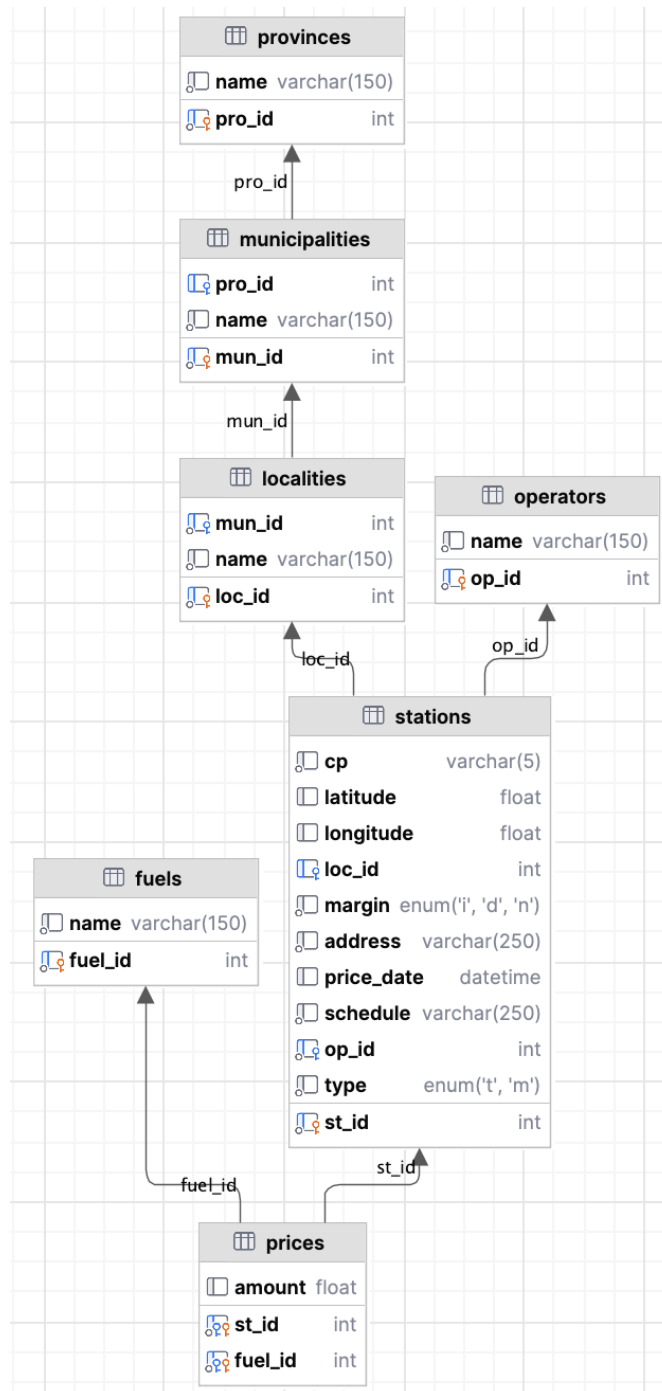 provinces
name varchar(150)
pro_id int
pro_id
municipalities
pro_id int
name varchar(150)
mun_id int
mun_id
localities
mun_id int
name varchar(150)
loc_id int
operators
name varchar(150)
op_id int
loc_id
op_id
stations
cp varchar(5)
latitude float
longitude float
loc_id int
margin enum('i', 'd', 'n')
address varchar(250)
price_date datetime
schedule varchar(250)
op_id int
type enum('t', 'm')
st_id int
fuels
name varchar(150)
fuel_id int
fuel_id
st_id
prices
amount float
st_id int
fuel_id int